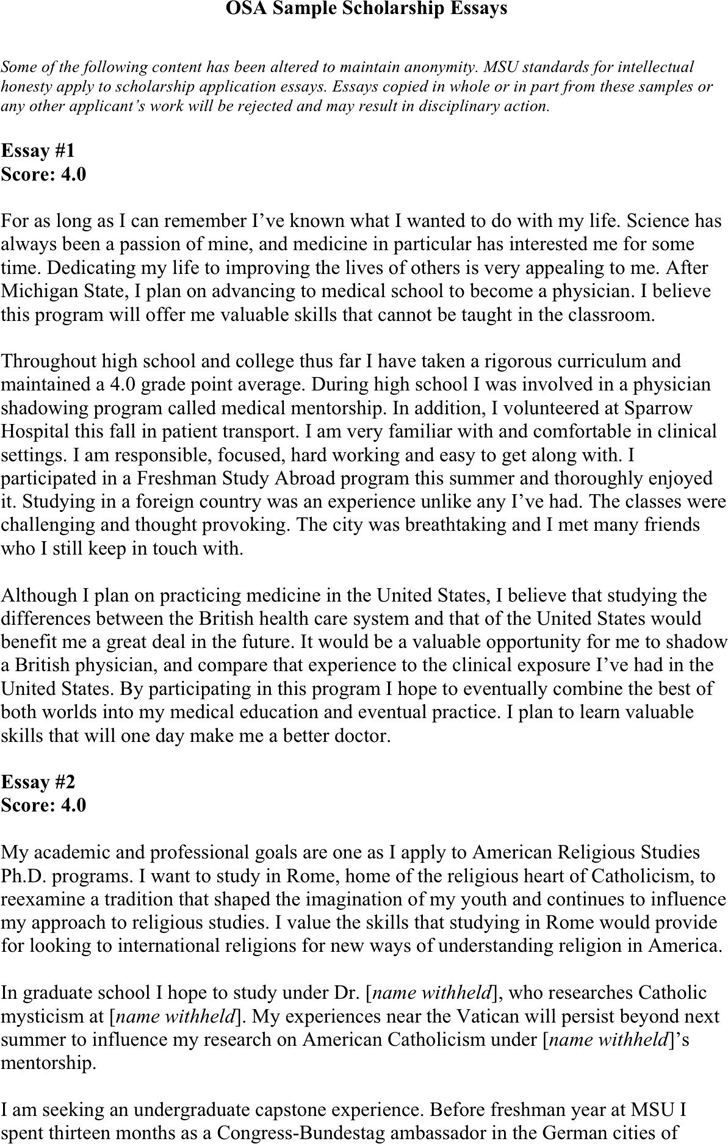 OSA Sample Scholarship Essays
Some of the following content has been altered to maintain anonymity. MSU standards for intellectual
honesty apply to scholarship application essays. Essays copied in whole or in part from these samples or
any other applicant’s work will be rejected and may result in disciplinary action.
Essay #1
Score: 4.0
For as long as I can remember I’ve known what I wanted to do with my life. Science has
always been a passion of mine, and medicine in particular has interested me for some
time. Dedicating my life to improving the lives of others is very appealing to me. After
Michigan State, I plan on advancing to medical school to become a physician. I believe
this program will offer me valuable skills that cannot be taught in the classroom.
Throughout high school and college thus far I have taken a rigorous curriculum and
maintained a 4.0 grade point average. During high school I was involved in a physician
shadowing program called medical mentorship. In addition, I volunteered at Sparrow
Hospital this fall in patient transport. I am very familiar with and comfortable in clinical
settings. I am responsible, focused, hard working and easy to get along with. I
participated in a Freshman Study Abroad program this summer and thoroughly enjoyed
it. Studying in a foreign country was an experience unlike any I’ve had. The classes were
challenging and thought provoking. The city was breathtaking and I met many friends
who I still keep in touch with.
Although I plan on practicing medicine in the United States, I believe that studying the
differences between the British health care system and that of the United States would
benefit me a great deal in the future. It would be a valuable opportunity for me to shadow
a British physician, and compare that experience to the clinical exposure I’ve had in the
United States. By participating in this program I hope to eventually combine the best of
both worlds into my medical education and eventual practice. I plan to learn valuable
skills that will one day make me a better doctor.
Essay #2
Score: 4.0
My academic and professional goals are one as I apply to American Religious Studies
Ph.D. programs. I want to study in Rome, home of the religious heart of Catholicism, to
reexamine a tradition that shaped the imagination of my youth and continues to influence
my approach to religious studies. I value the skills that studying in Rome would provide
for looking to international religions for new ways of understanding religion in America.
In graduate school I hope to study under Dr. [name withheld], who researches Catholic
mysticism at [name withheld]. My experiences near the Vatican will persist beyond next
summer to influence my research on American Catholicism under [name withheld]’s
mentorship.
I am seeking an undergraduate capstone experience. Before freshman year at MSU I
spent thirteen months as a Congress-Bundestag ambassador in the German cities of